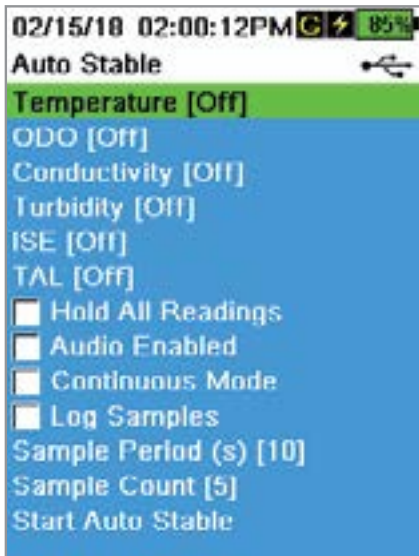 02/15/18 02:00:12PM G 85%
Auto Stable
Temperature [Off]
ODO [Off]
Conductivity [Off]
Turbidity [Off]
ISE [Off]
TAL [Off]
Hold All Readings
Audio Enabled
Continuous Mode
Log Samples
Sample Period (s) [10]
Sample Count [5]
Start Auto Stable